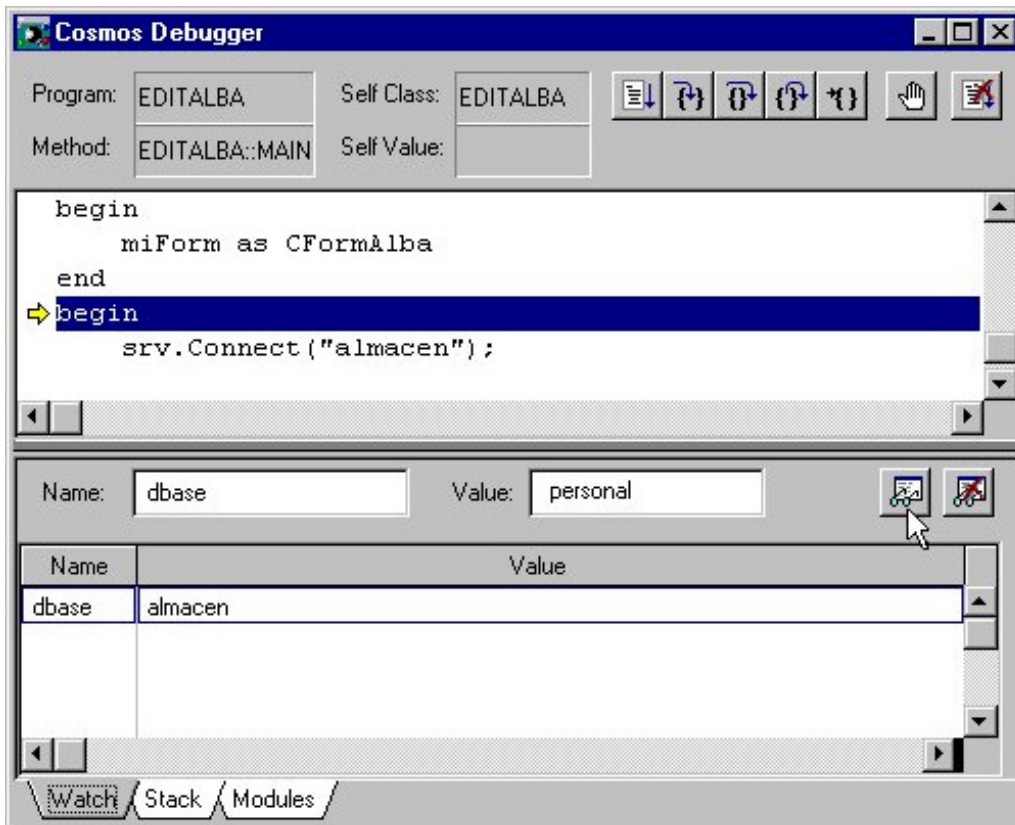 Cosmos Debugger
Program: EDITALBA Self Class: EDITALBA
Method: EDITALBA::MAIN Self Value:
begin
miForm as CFormAlba
end
begin
srv.Connect("almacen");
Name: dbase Value: personal
Name Value
dbase almacen
Watch Stack Modules